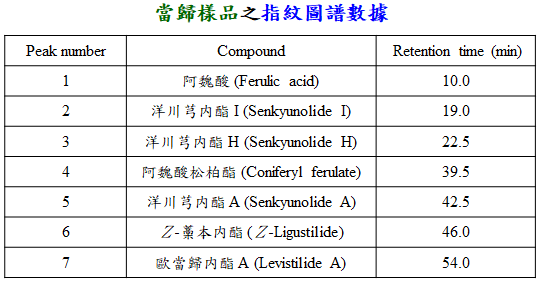 當歸樣品之指紋圖譜數據
Peak number Compound Retention time (min)
1 阿魏酸 (Ferulic acid) 10.0
2 洋川芎內酯 I (Senkyunolide I) 19.0
3 洋川芎內酯 H (Senkyunolide H) 22.5
4 阿魏酸松柏酯 (Coniferyl ferulate) 39.5
5 洋川芎內酯 A (Senkyunolide A) 42.5
6 Z-藁本內酯 (Z-Ligustilide) 46.0
7 歐當歸內酯 A (Levistilide A) 54.0